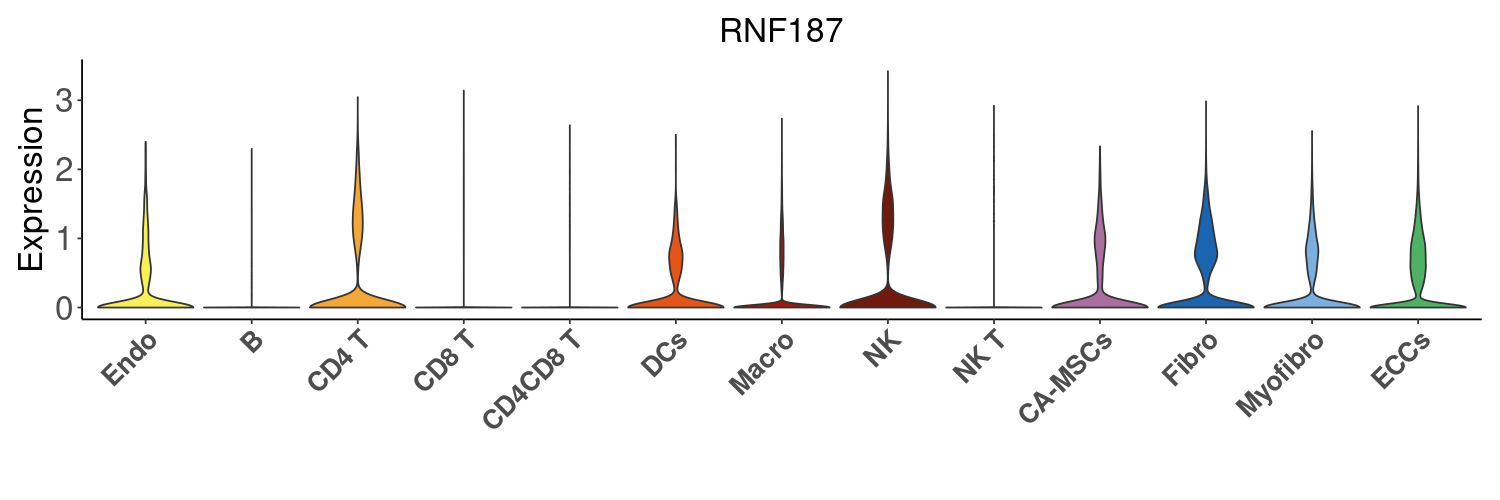 RNF187
Expression
3
2
1
0
Endo
B
CD4 T
CD8 T
CD4CD8 T
DCs
Macro
NK
NK T
CA-MSCs
Fibro
Myofibro
ECCs